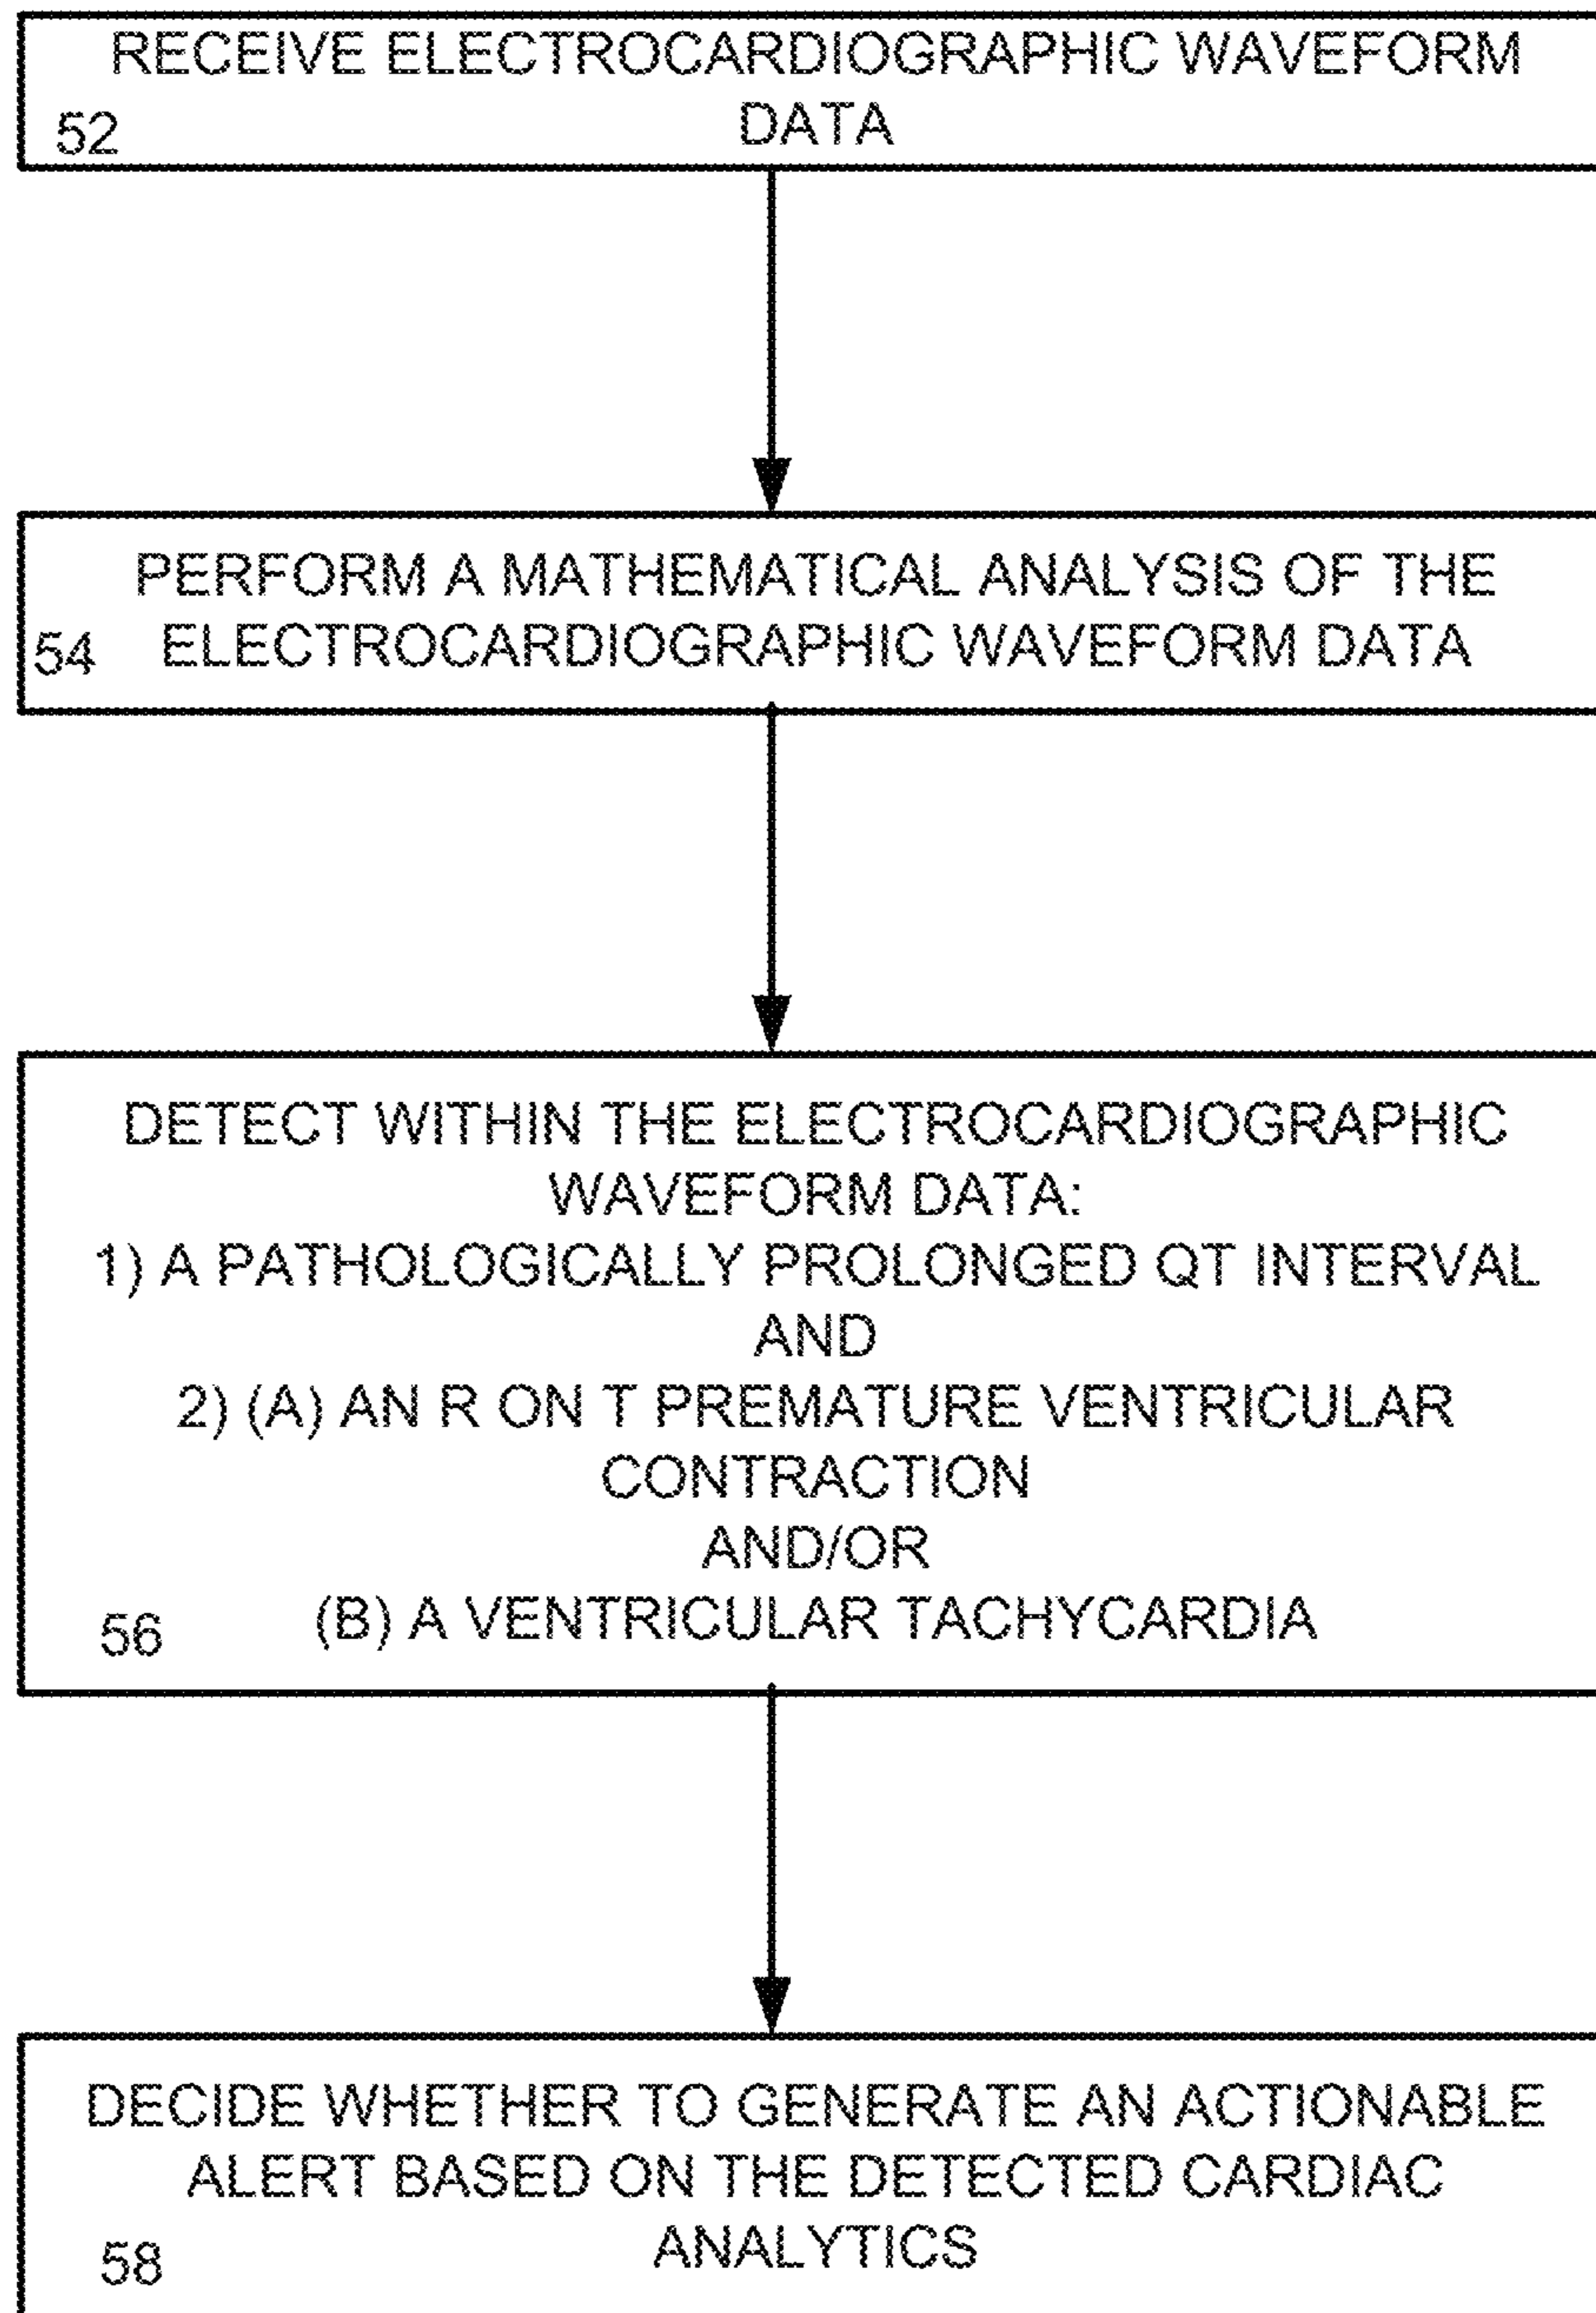 RECEIVE ELECTROCARDIOGRAPHIC WAVEFORM
DATA
52
PERFORM A MATHEMATICAL ANALYSIS OF THE
54 ELECTROCARDIOGRAPHIC WAVEFORM DATA
DETECT WITHIN THE ELECTROCARDIOGRAPHIC
WAVEFORM DATA:
1) A PATHOLOGICALLY PROLONGED QT INTERVAL
AND
2) (A) AN R ON T PREMATURE VENTRICULAR
CONTRACTION
AND/OR
56 (B) A VENTRICULAR TACHYCARDIA
DECIDE WHETHER TO GENERATE AN ACTIONABLE
ALERT BASED ON THE DETECTED CARDIAC
58 ANALYTICS